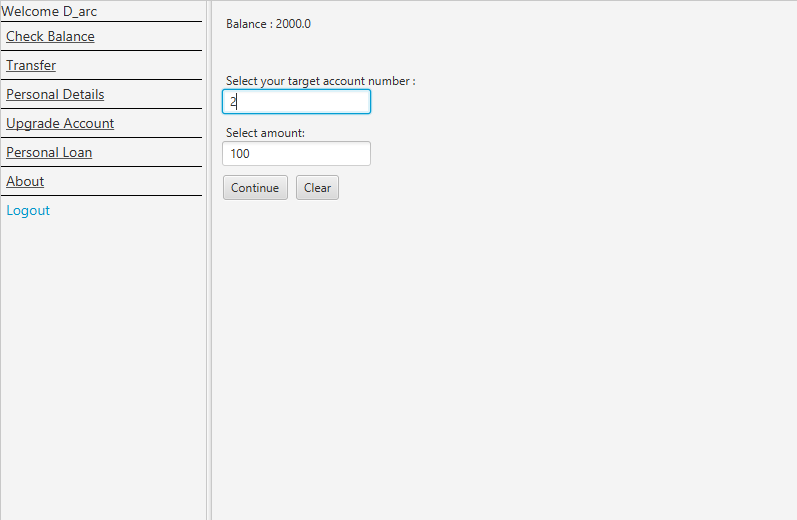 Welcome D_arc
Check Balance
Transfer
Personal Details
Upgrade Account
Personal Loan
About
Logout
Balance : 2000.0
Select your target account number :
2
Select amount:
100
Continue
Clear